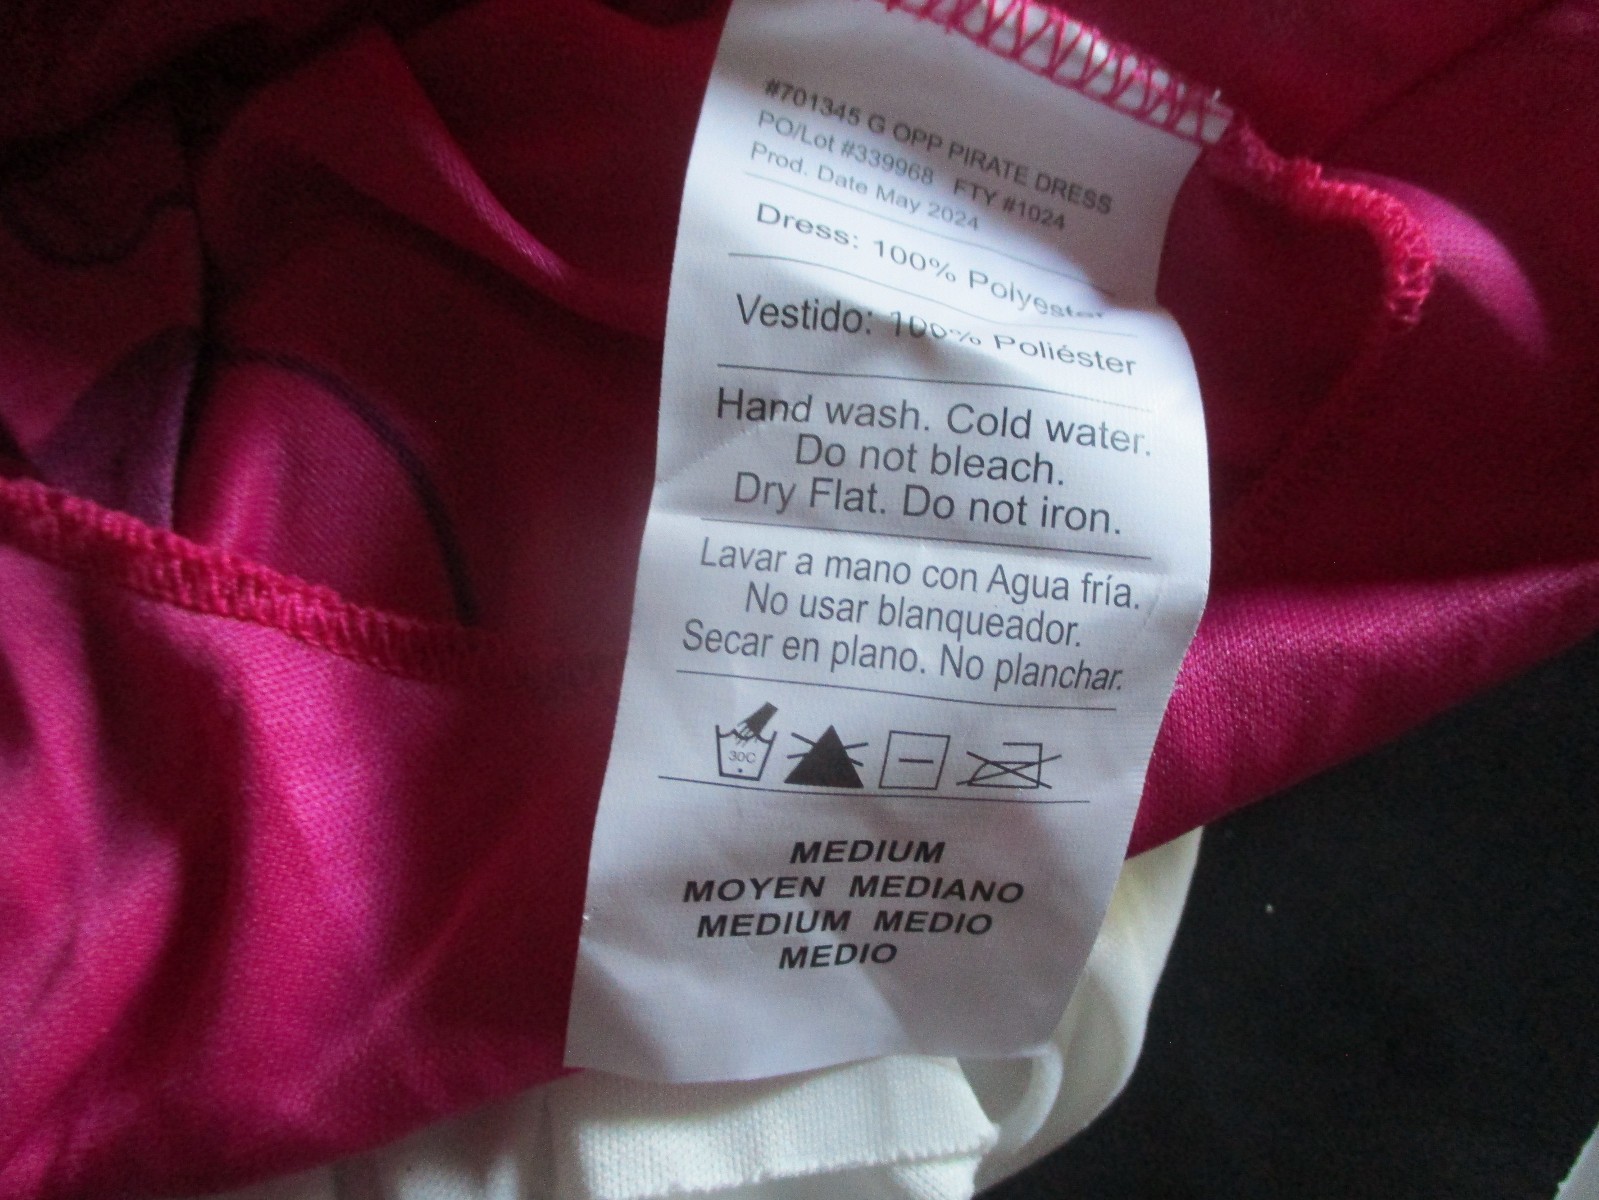 #701345 G OPP PIRATE DRESS
PO/Lot #339968 FTY #1024
Prod. Date May 2024
Dress: 100% Polyester
Vestido: 100% Poliéster
Hand wash. Cold water.
Do not bleach.
Dry Flat. Do not iron.
Lavar a mano con Agua fría.
No usar blanqueador.
Secar en plano. No planchar.
30C
MEDIUM
MOYEN MEDIANO
MEDIUM MEDIO
MEDIO